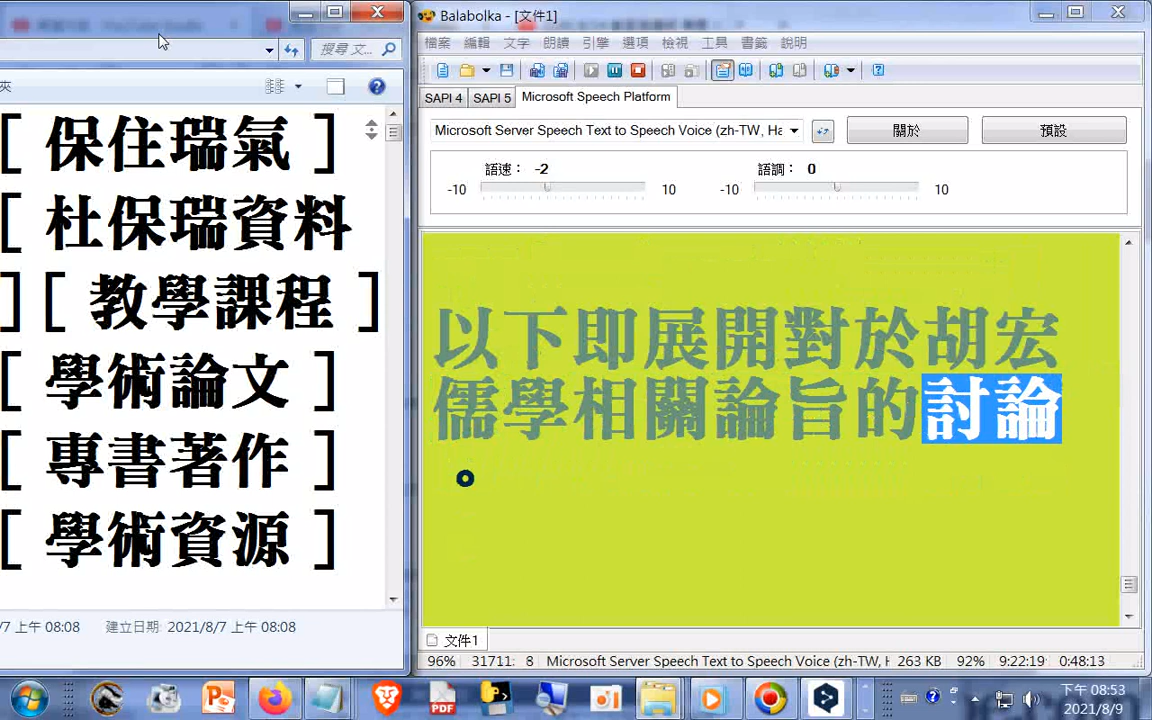 Balabolka - [文件1]
檔案 編輯 文字 朗讀 引擎 選項 檢視 工具 書籤 說明
SAPI 4 SAPI 5 Microsoft Speech Platform
Microsoft Server Speech Text to Speech Voice (zh-TW, Ha
關於
預設
語速: -2
語調: 0
-10 10
-10 10
搜尋 文...
夾
[ 保住瑞氣 ]
[ 杜保瑞資料
][ 教學課程 ]
[ 學術論文 ]
[ 專書著作 ]
[ 學術資源 ]
/7 上午 08:08 建立日期: 2021/8/7 上午 08:08
以下即展開對於胡宏
儒學相關論旨的討論
。
文件1
96% 31711: 8 Microsoft Server Speech Text to Speech Voice (zh-TW, H 263 KB 92% 9:22:19 0:48:13
PDF
下午 08:53
2021/8/9